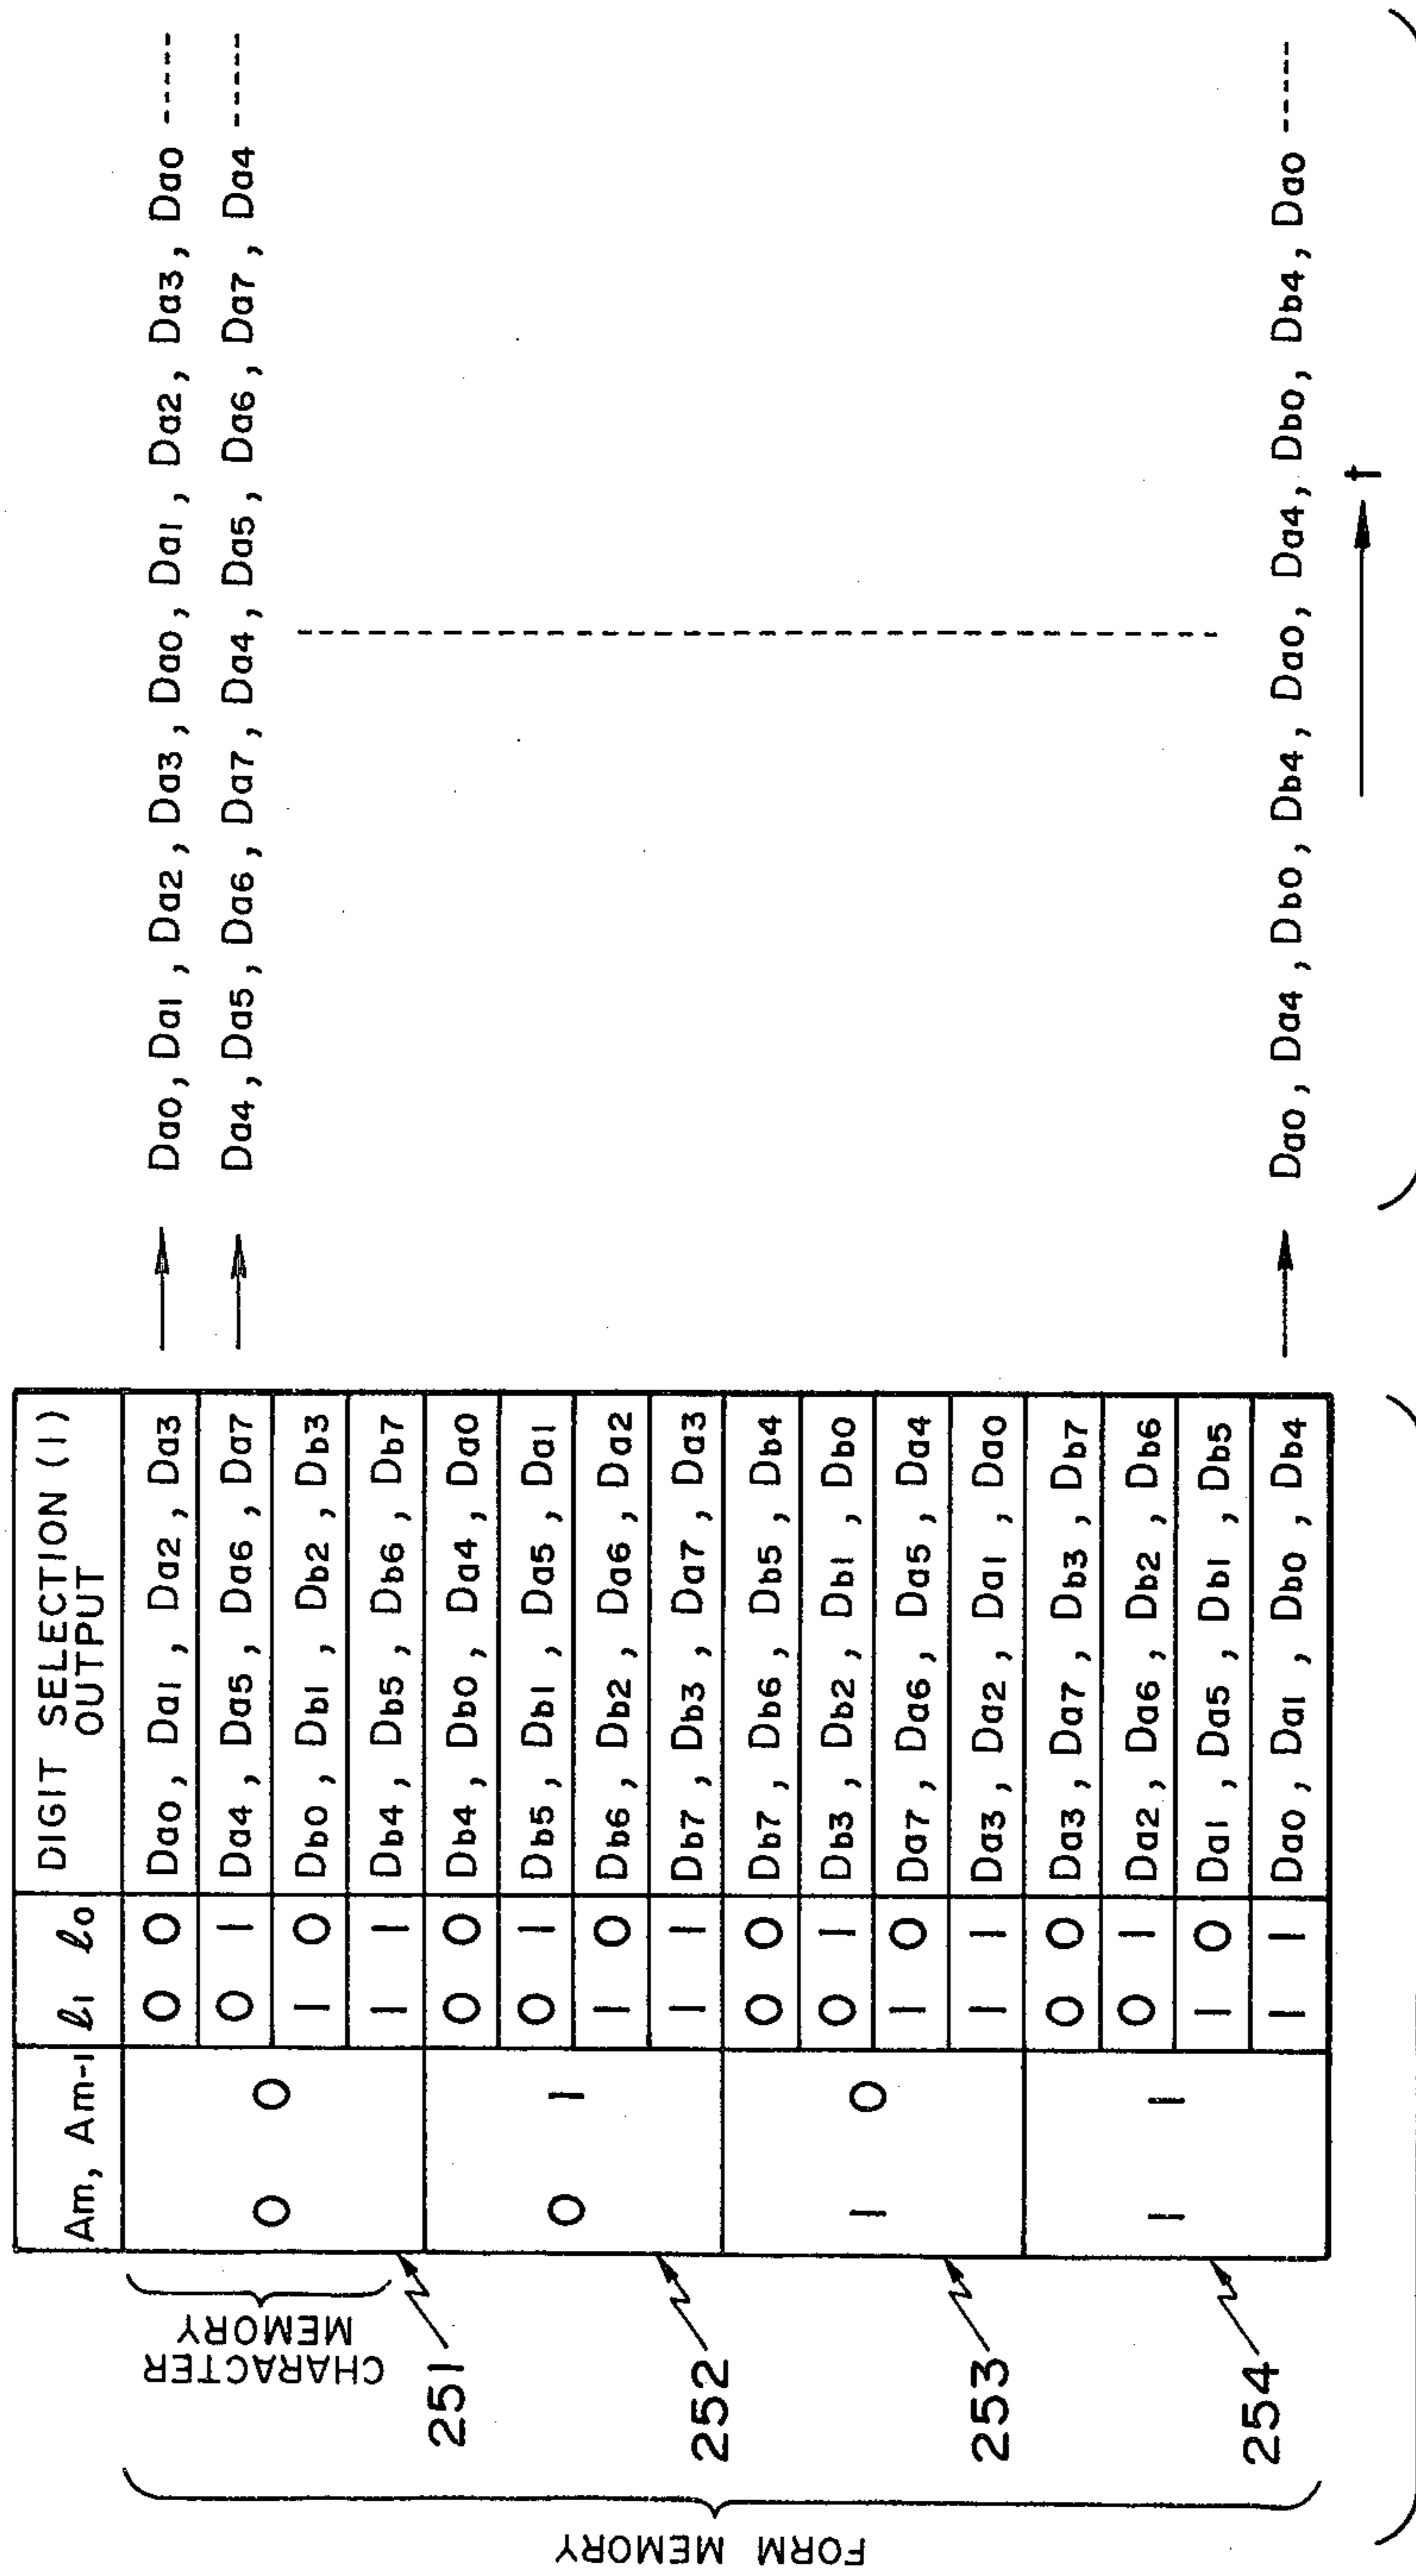 Am, Am-1 ℓ1 ℓ0 DIGIT SELECTION (1) OUTPUT
0 0
0 0 Da0, Da1, Da2, Da3 → Da0, Da1, Da2, Da3, Da0, Da1, Da2, Da3, Da0 -----
0 1 Da4, Da5, Da6, Da7 → Da4, Da5, Da6, Da7, Da4, Da5, Da6, Da7, Da4 -----
1 0 Db0, Db1, Db2, Db3
1 1 Db4, Db5, Db6, Db7
0 1
0 0 Db4, Db0, Da4, Da0
0 1 Db5, Db1, Da5, Da1
1 0 Db6, Db2, Da6, Da2
1 1 Db7, Db3, Da7, Da3
1 0
0 0 Db7, Db6, Db5, Db4
0 1 Db3, Db2, Db1, Db0
1 0 Da7, Da6, Da5, Da4
1 1 Da3, Da2, Da1, Da0
1 1
0 0 Da3, Da7, Db3, Db7
0 1 Da2, Da6, Db2, Db6
1 0 Da1, Da5, Db1, Db5
1 1 Da0, Da1, Db0, Db4 → Da0, Da4, Db0, Db4, Da0, Da4, Db0, Db4, Da0 -----
→ t
CHARACTER
MEMORY
251
252
253
254
FORM MEMORY